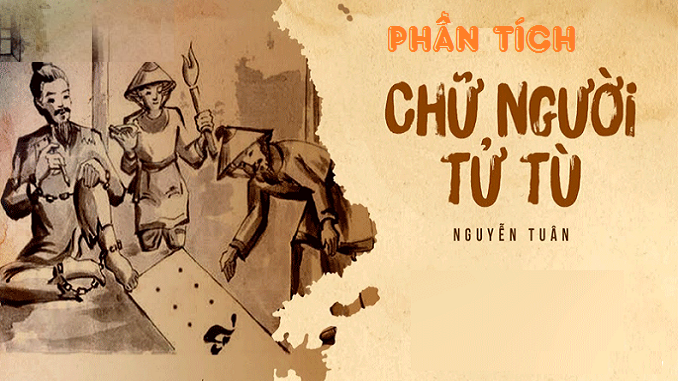 PHẦN TÍCH
CHỮ NGƯỜI
TỬ TÙ
NGUYỄN TUÂN